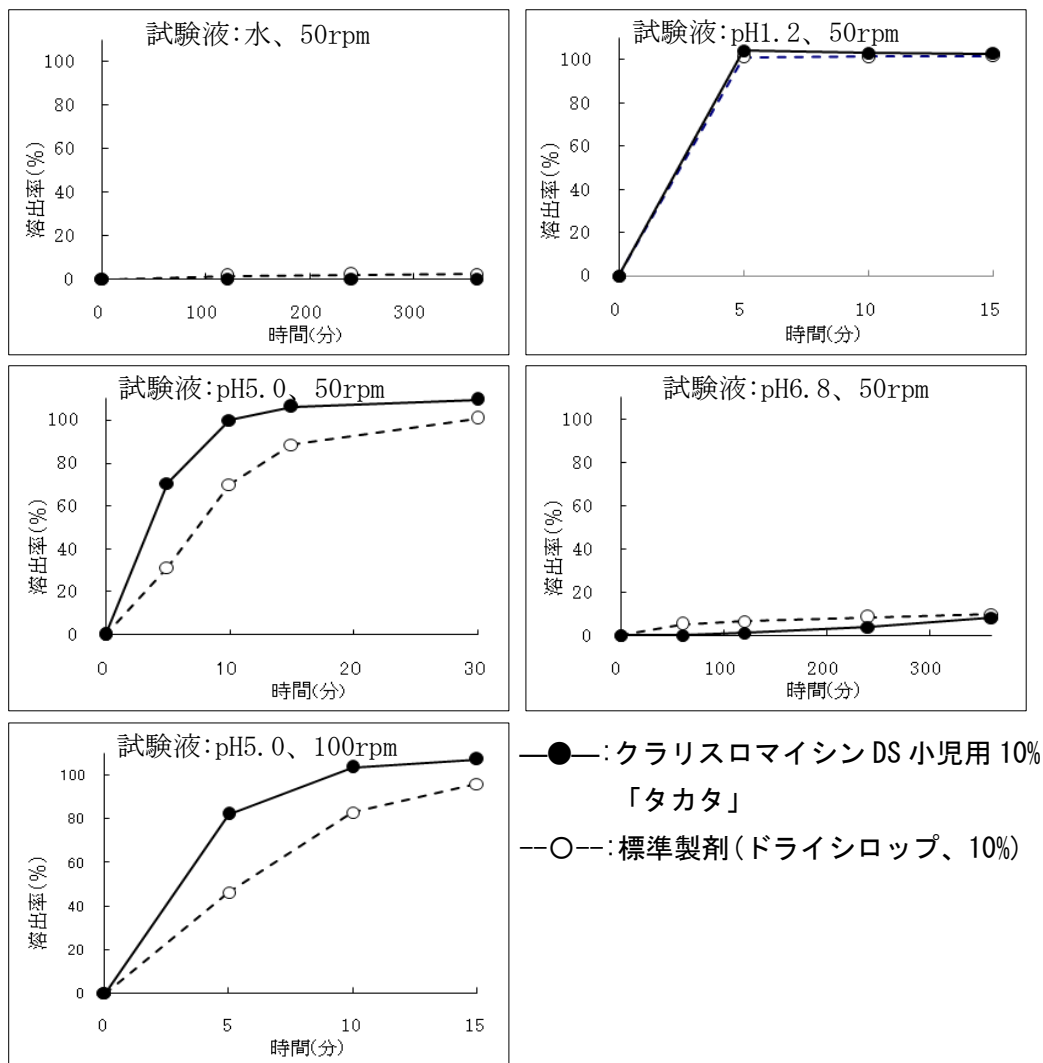 試験液:水、50rpm
溶出率(%)
100
80
60
40
20
0
0 100 200 300
時間(分)
試験液:pH1.2、50rpm
溶出率(%)
100
80
60
40
20
0
0 5 10 15
時間(分)
試験液:pH5.0、50rpm
溶出率(%)
100
80
60
40
20
0
0 10 20 30
時間(分)
試験液:pH6.8、50rpm
溶出率(%)
100
80
60
40
20
0
0 100 200 300
時間(分)
試験液:pH5.0、100rpm
溶出率(%)
100
80
60
40
20
0
0 5 10 15
時間(分)
—●—:クラリスロマイシン DS 小児用 10%
「タカタ」
--○--:標準製剤(ドライシロップ、10%)